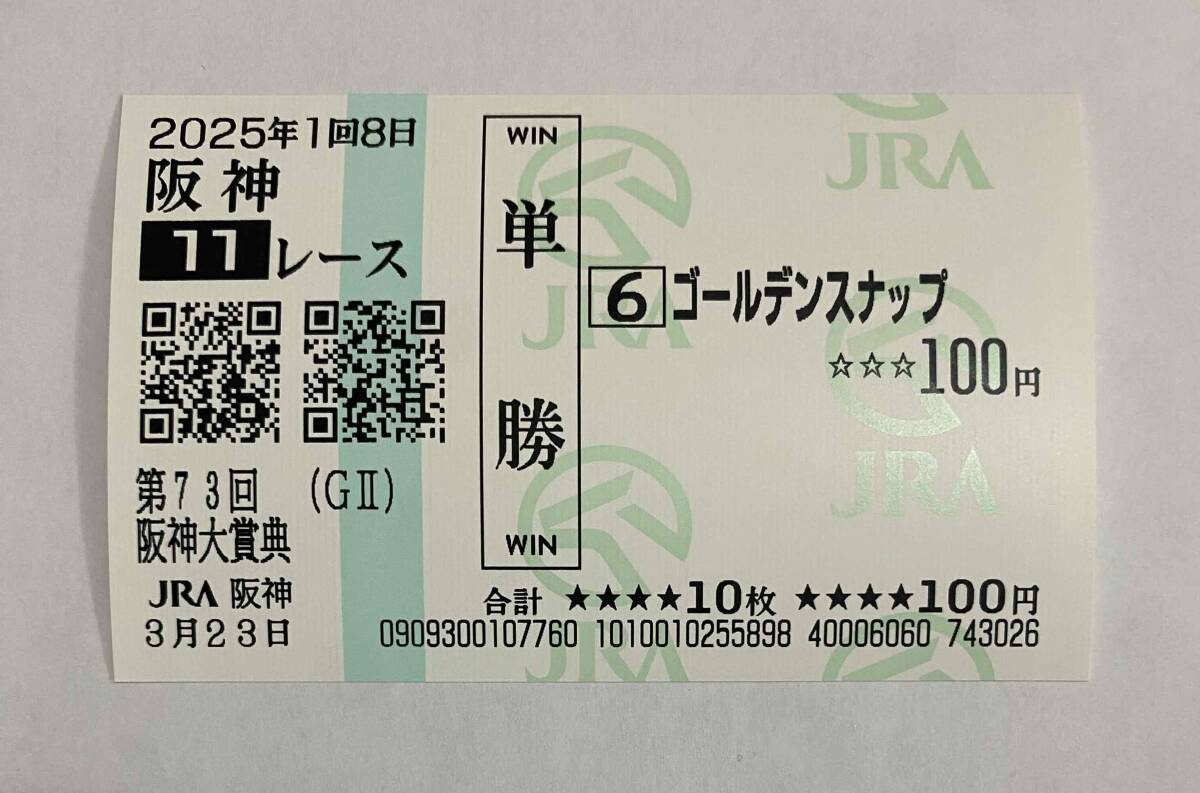 2025年1回8日
阪神
11レース
第73回 (GⅡ)
阪神大賞典
JRA 阪神
3月23日
WIN
単勝
WIN
6 ゴールデンスナップ
☆☆☆100円
合計 ★★★★10枚 ★★★★100円
0909300107760 1010010255898 40006060 743026
JRA
JRA
JRA
JRA